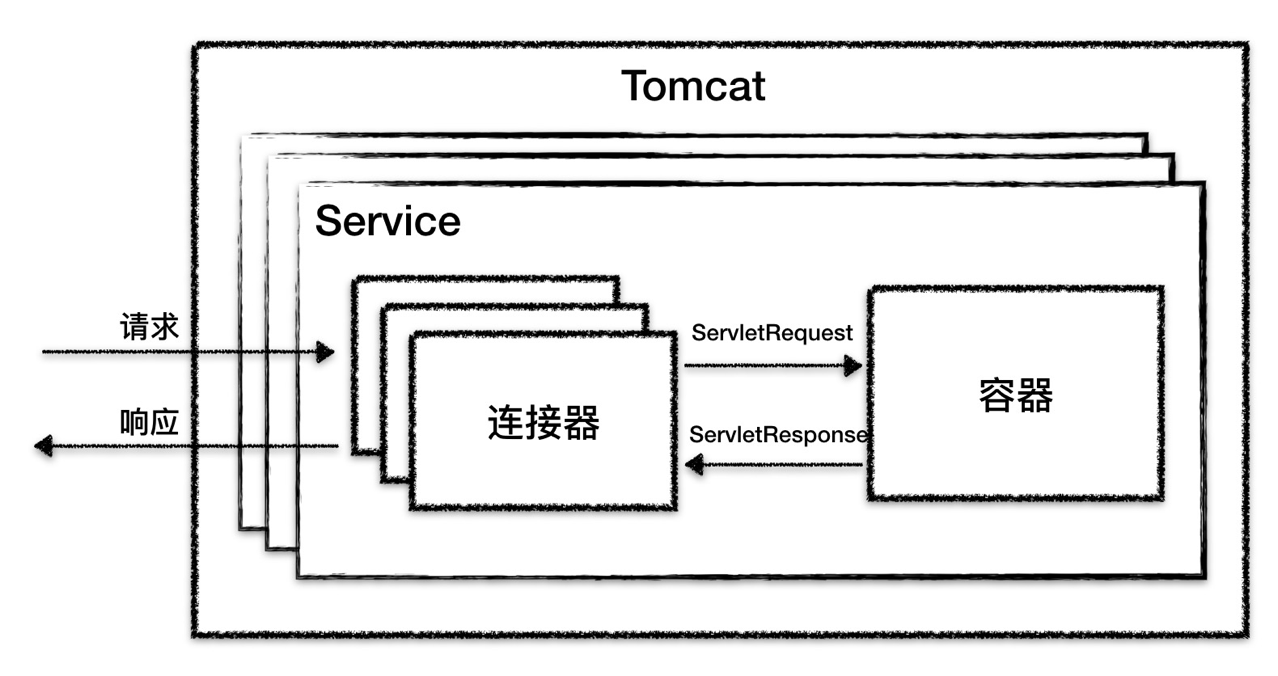 Tomcat
Service
请求
ServletRequest
连接器
容器
响应
ServletResponse